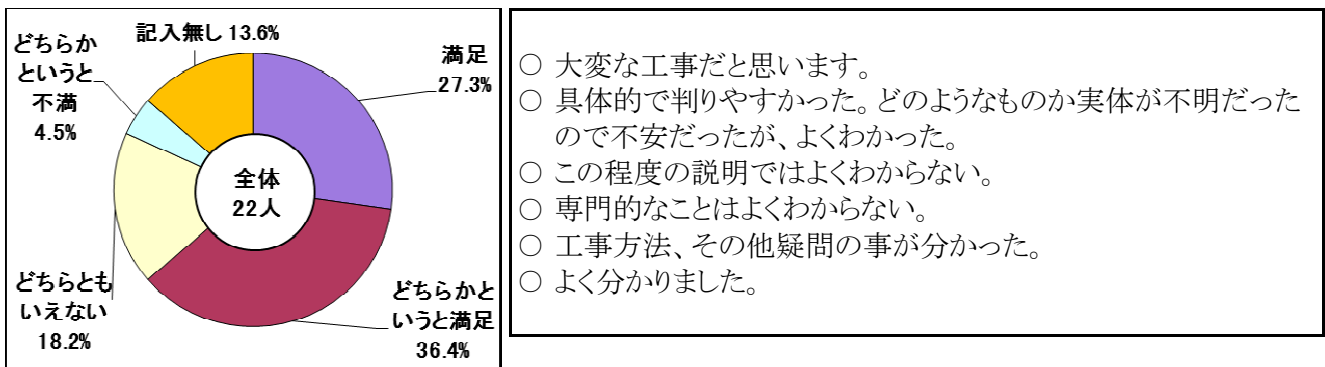 記入無し 13.6%
どちらか
というと
不満
4.5%
満足
27.3%
全体
22人
どちらとも
いえない
18.2%
どちらかと
いうと満足
36.4%
○ 大変な工事だと思います。
○ 具体的で判りやすかった。どのようなものか実体が不明だった
ので不安だったが、よくわかった。
○ この程度の説明ではよくわからない。
○ 専門的なことはよくわからない。
○ 工事方法、その他疑問の事が分かった。
○ よく分かりました。